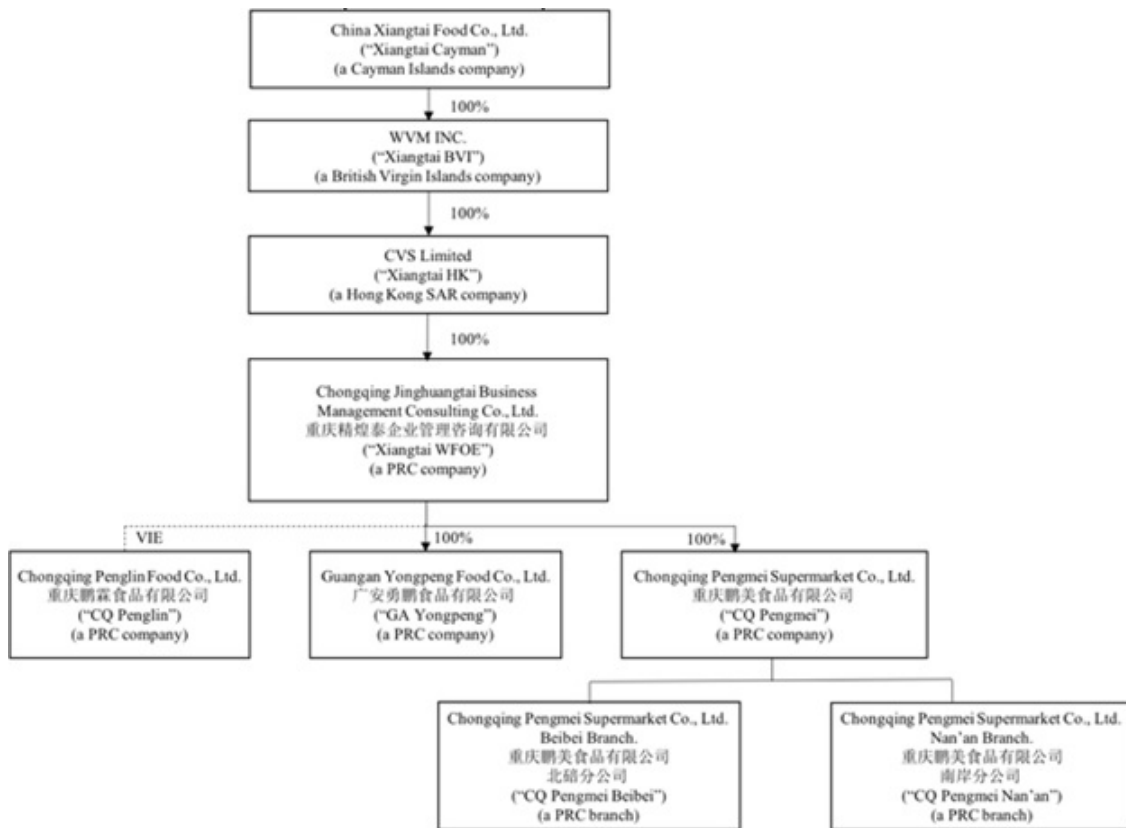 China Xiangtai Food Co., Ltd.
(“Xiangtai Cayman”)
(a Cayman Islands company)
100%
WVM INC.
(“Xiangtai BVI”)
(a British Virgin Islands company)
100%
CVS Limited
(“Xiangtai HK”)
(a Hong Kong SAR company)
100%
Chongqing Jinghuangtai Business
Management Consulting Co., Ltd.
重庆精煌泰企业管理咨询有限公司
(“Xiangtai WFOE”)
(a PRC company)
VIE
100%
100%
Chongqing Penglin Food Co., Ltd.
重庆鹏霖食品有限公司
(“CQ Penglin”)
(a PRC company)
Guangan Yongpeng Food Co., Ltd.
广安勇鹏食品有限公司
(“GA Yongpeng”)
(a PRC company)
Chongqing Pengmei Supermarket Co., Ltd.
重庆鹏美食品有限公司
(“CQ Pengmei”)
(a PRC company)
Chongqing Pengmei Supermarket Co., Ltd.
Beibei Branch.
重庆鹏美食品有限公司
北碚分公司
(“CQ Pengmei Beibei”)
(a PRC branch)
Chongqing Pengmei Supermarket Co., Ltd.
Nan’an Branch.
重庆鹏美食品有限公司
南岸分公司
(“CQ Pengmei Nan’an”)
(a PRC branch)